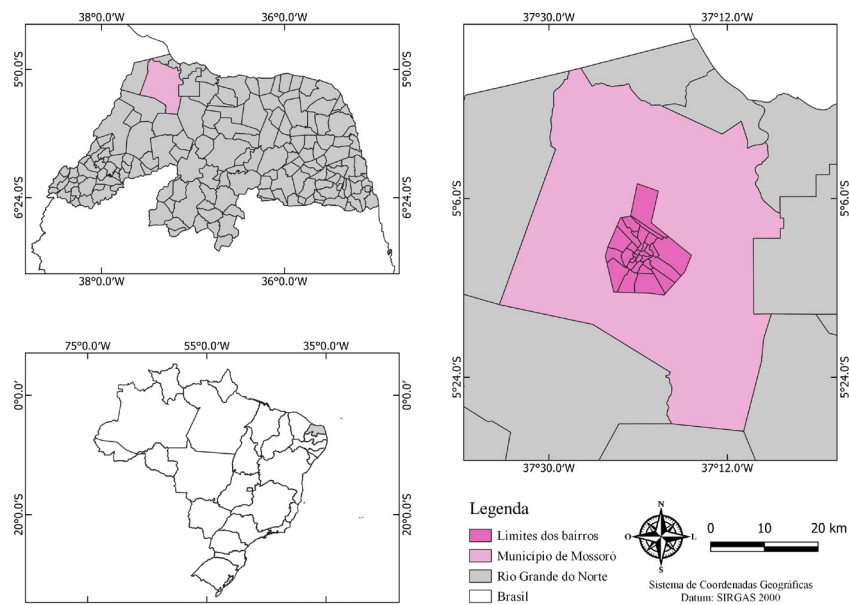 38°0.0'W 36°0.0'W
5°0.0'S 5°0.0'S
6°24.0'S 6°24.0'S
38°0.0'W 36°0.0'W
75°0.0'W 55°0.0'W 35°0.0'W
0°0.0' 0°0.0'
20°0.0'S 20°0.0'S
37°30.0'W 37°12.0'W
5°6.0'S 5°6.0'S
5°24.0'S 5°24.0'S
37°30.0'W 37°12.0'W
Legenda
Limites dos bairros
Município de Mossoró
Rio Grande do Norte
Brasil
N
O L
S
0 10 20 km
Sistema de Coordenadas Geográficas
Datum: SIRGAS 2000